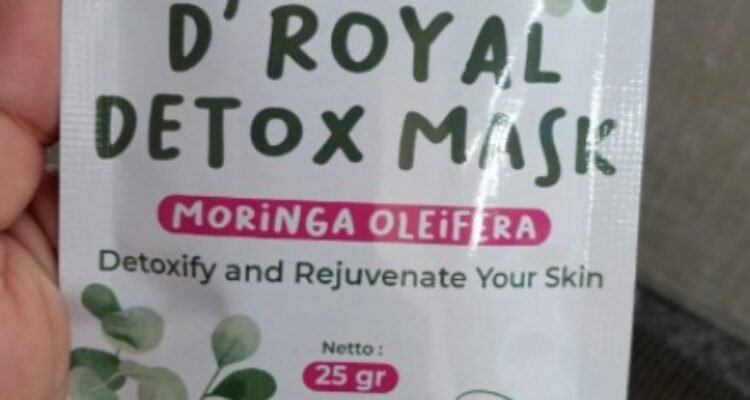 D' ROYAL
DETOX MASK
MORiNGA OLEiFERA
Detoxify and Rejuvenate Your Skin
Netto :
25 gr